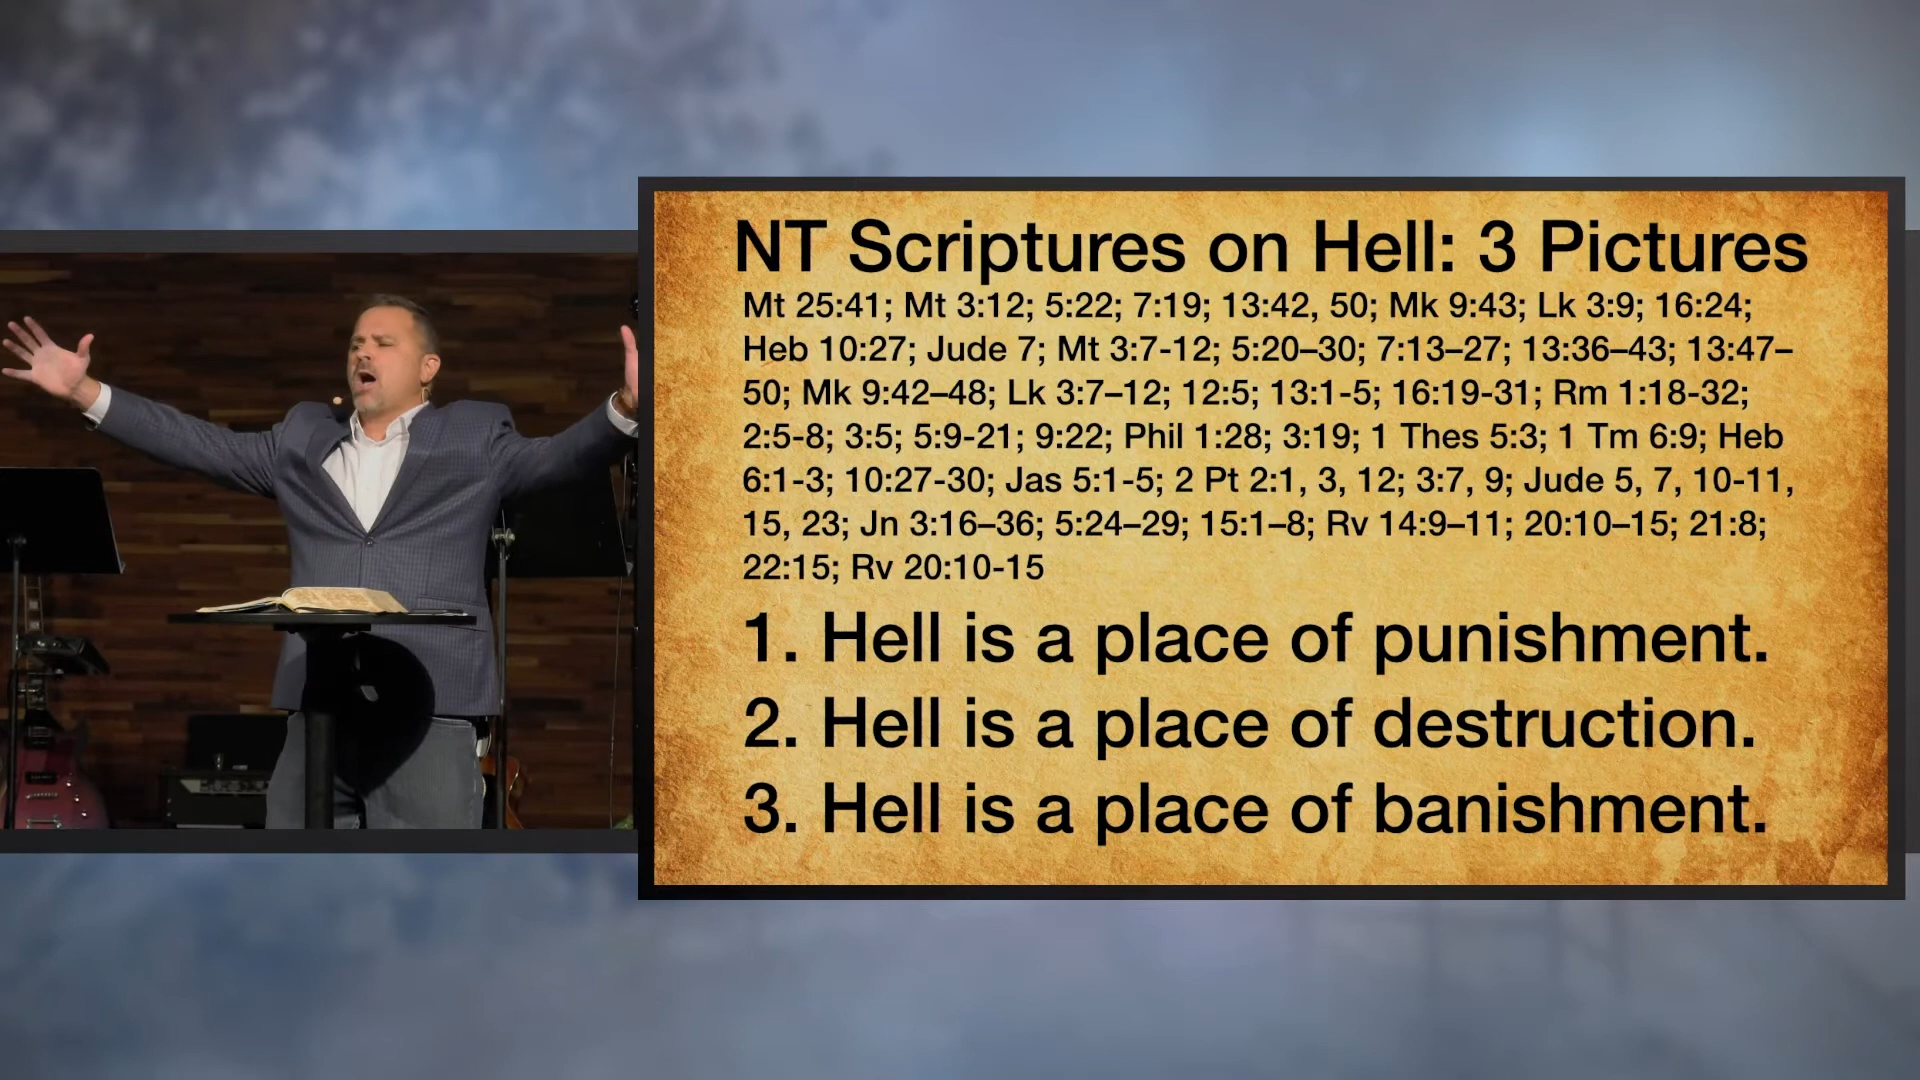 NT Scriptures on Hell: 3 Pictures
Mt 25:41; Mt 3:12; 5:22; 7:19; 13:42, 50; Mk 9:43; Lk 3:9; 16:24;
Heb 10:27; Jude 7; Mt 3:7-12; 5:20–30; 7:13–27; 13:36–43; 13:47–
50; Mk 9:42–48; Lk 3:7–12; 12:5; 13:1-5; 16:19-31; Rm 1:18-32;
2:5-8; 3:5; 5:9-21; 9:22; Phil 1:28; 3:19; 1 Thes 5:3; 1 Tm 6:9; Heb
6:1-3; 10:27-30; Jas 5:1-5; 2 Pt 2:1, 3, 12; 3:7, 9; Jude 5, 7, 10-11,
15, 23; Jn 3:16–36; 5:24–29; 15:1–8; Rv 14:9–11; 20:10–15; 21:8;
22:15; Rv 20:10-15
1. Hell is a place of punishment.
2. Hell is a place of destruction.
3. Hell is a place of banishment.